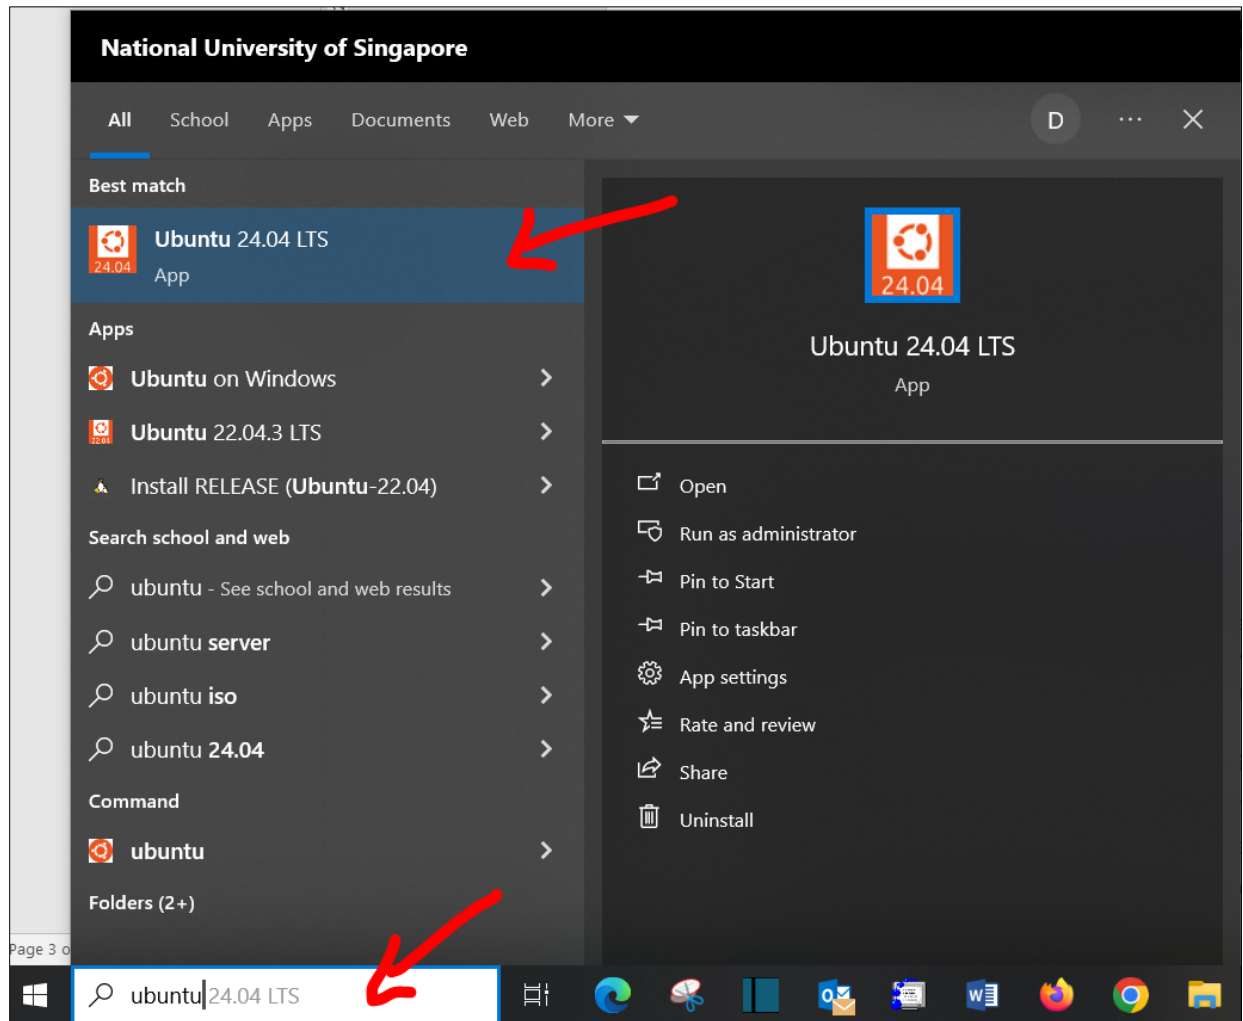 National University of Singapore
All School Apps Documents Web More D ... 
Best match
Ubuntu 24.04 LTS
App
24.04
Apps
Ubuntu on Windows
Ubuntu 22.04.3 LTS
22.04
Install RELEASE (Ubuntu-22.04)
Search school and web
ubuntu - See school and web results
ubuntu server
ubuntu iso
ubuntu 24.04
Command
ubuntu
Folders (2+)
24.04
Ubuntu 24.04 LTS
App
Open
Run as administrator
Pin to Start
Pin to taskbar
App settings
Rate and review
Share
Uninstall
Page 3 o
ubuntu 24.04 LTS